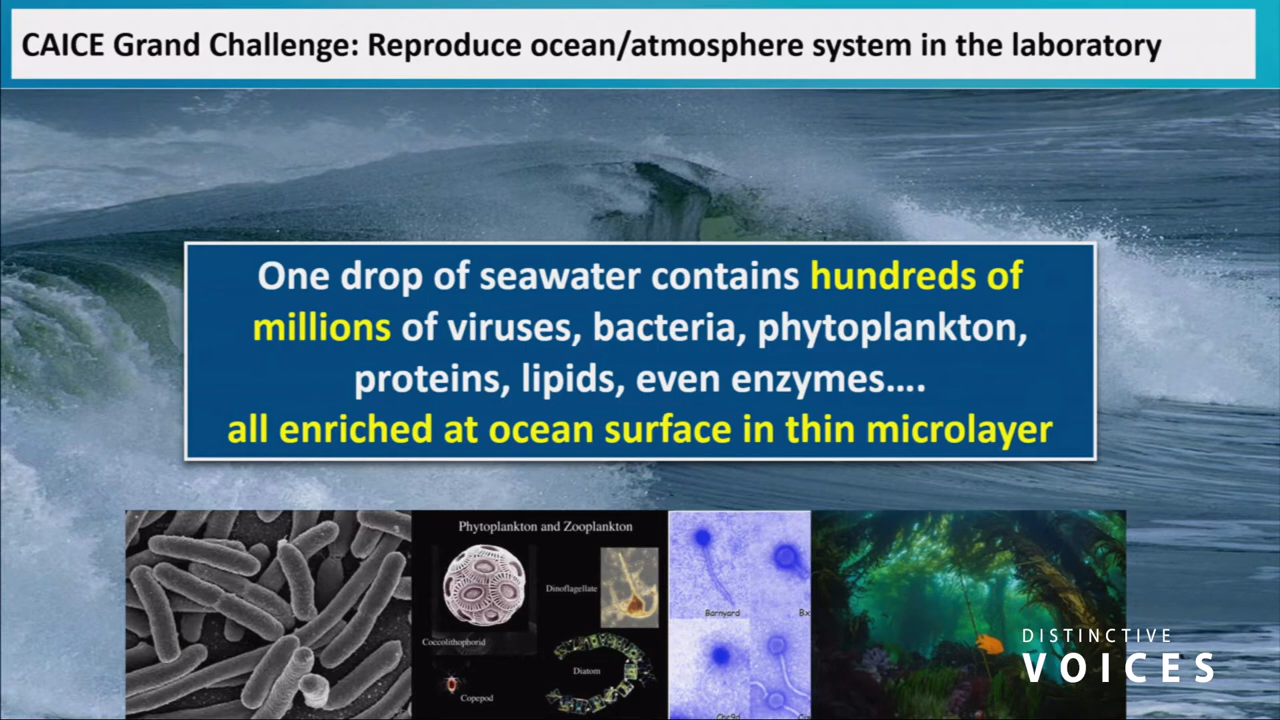 CAICE Grand Challenge: Reproduce ocean/atmosphere system in the laboratory
One drop of seawater contains hundreds of
millions of viruses, bacteria, phytoplankton,
proteins, lipids, even enzymes....
all enriched at ocean surface in thin microlayer
Phytoplankton and Zooplankton
Dinoflagellate
Coccolithophorid
Diatom
Copepod
Barnyard
Bx
Che9d
DISTINCTIVE
VOICES